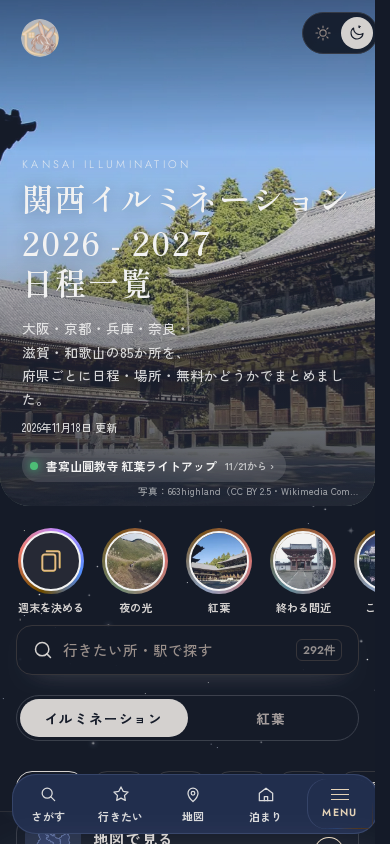 KANSAI ILLUMINATION
関西イルミネーション
2026 - 2027
日程一覧
大阪・京都・兵庫・奈良・
滋賀・和歌山の85か所を、
府県ごとに日程・場所・無料かどうかでまとめまし
た。
2026年11月18日 更新
書寫山圓教寺 紅葉ライトアップ 11/21から ›
写真：663highland（CC BY 2.5・Wikimedia Com...
週末を決める 夜の光 紅葉 終わる間近 こ
行きたい所・駅で探す 292件
イルミネーション 紅葉
さがす 行きたい 地図 泊まり MENU
地図で見る